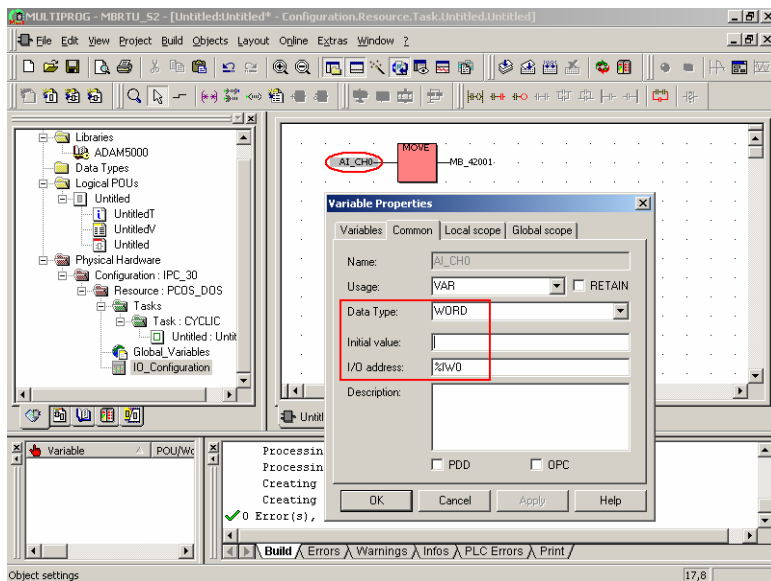 MULTIPROG - MBRTU_S2 - [Untitled:Untitled* - Configuration.Resource.Task.Untitled.Untitled]
File Edit View Project Build Objects Layout Online Extras Window ?
Libraries
ADAM5000
Data Types
Logical POUs
Untitled
UntitledT
UntitledV
Untitled
Physical Hardware
Configuration : IPC_30
Resource : PCOS_DOS
Tasks
Task : CYCLIC
Untitled : Untit
Global_Variables
IO_Configuration
MOVE
AI_CH0 MB_42001
Variable Properties
Variables Common Local scope Global scope
Name: AI_CH0
Usage: VAR RETAIN
Data Type: WORD
Initial value:
I/O address: %IW0
Description:
PDD OPC
OK Cancel Apply Help
Untitl
Variable POU/Wo
Processin
Processin
Creating
Creating
0 Error(s),
Build Errors Warnings Infos PLC Errors Print
Object settings 17,8